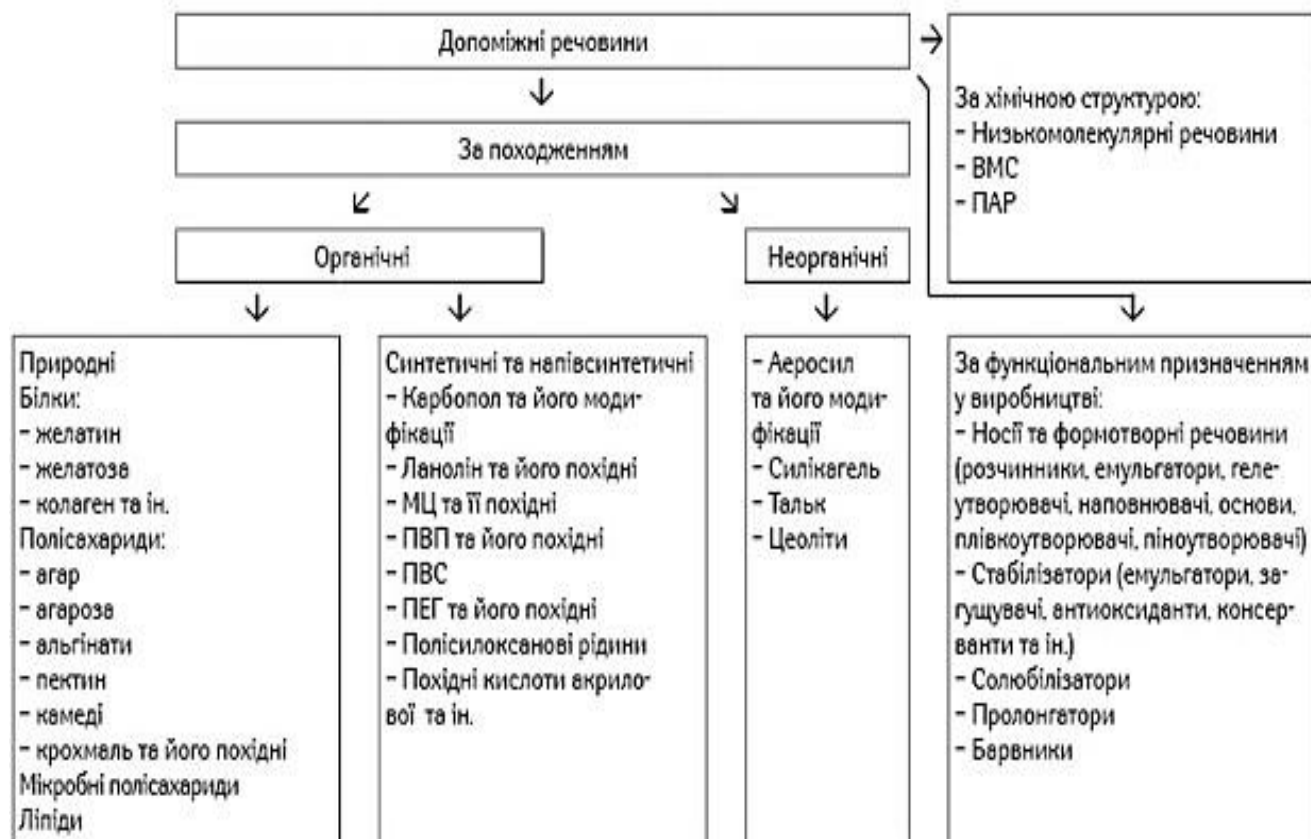 Допоміжні речовини
За хімічною структурою:
– Низькомолекулярні речовини
– ВМС
– ПАР
За походженням
Органічні
Неорганічні
Природні
Білки:
– желатин
– желатоза
– колаген та ін.
Полісахариди:
– агар
– агароза
– альгінати
– пектин
– камеді
– крохмаль та його похідні
Мікробні полісахариди
Ліпіди
Синтетичні та напівсинтетичні
– Карбопол та його моди-
фікації
– Ланолін та його похідні
– МЦ та її похідні
– ПВП та його похідні
– ПВС
– ПЕГ та його похідні
– Полісилоксанові рідини
– Похідні кислоти акрило-
вої та ін.
– Аеросил
та його моди-
фікації
– Силікагель
– Тальк
– Цеоліти
За функціональним призначенням
у виробництві:
– Носії та формотворні речовини
(розчинники, емульгатори, геле-
утворювачі, наповнювачі, основи,
плівкоутворювачі, піноутворювачі)
– Стабілізатори (емульгатори, за-
гущувачі, антиоксиданти, консер-
ванти та ін.)
– Солюбілізатори
– Пролонгатори
– Барвники